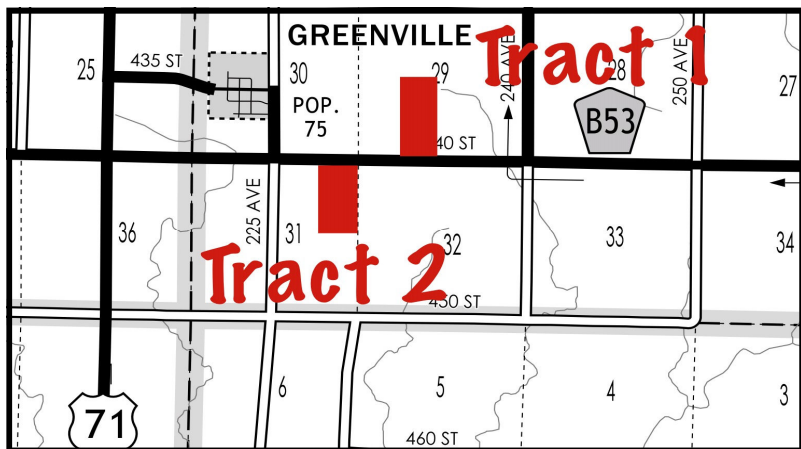 GREENVILLE
Tract 1
25
435 ST
30
29
28
27
240 AVE
250 AVE
POP.
75
B53
40 ST
36
225 AVE
31
32
33
34
Tract 2
450 ST
6
5
4
3
71
460 ST